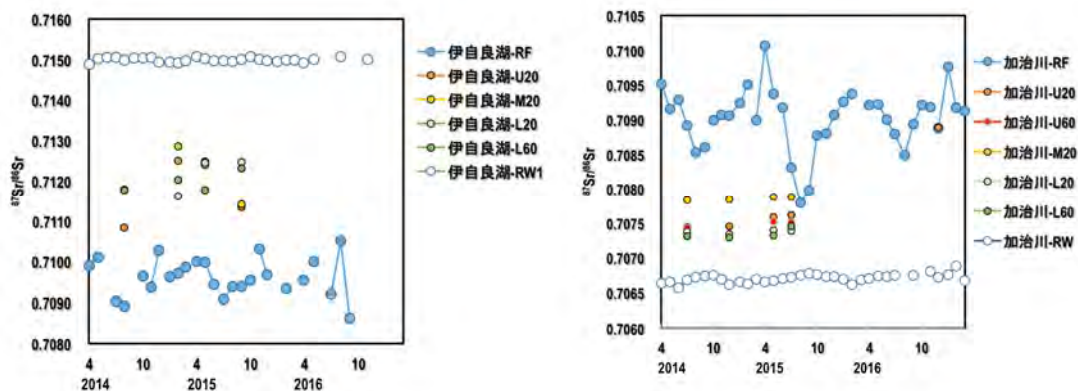 0.7160
0.7150
0.7140
0.7130
0.7120
0.7110
0.7100
0.7090
0.7080
⁸⁷Sr/⁸⁶Sr
4 10 4 10 4 10
2014 2015 2016
伊自良湖-RF
伊自良湖-U20
伊自良湖-M20
伊自良湖-L20
伊自良湖-L60
伊自良湖-RW1
0.7105
0.7100
0.7095
0.7090
0.7085
0.7080
0.7075
0.7070
0.7065
0.7060
⁸⁷Sr/⁸⁶Sr
4 10 4 10 4 10
2014 2015 2016
加治川-RF
加治川-U20
加治川-U60
加治川-M20
加治川-L20
加治川-L60
加治川-RW